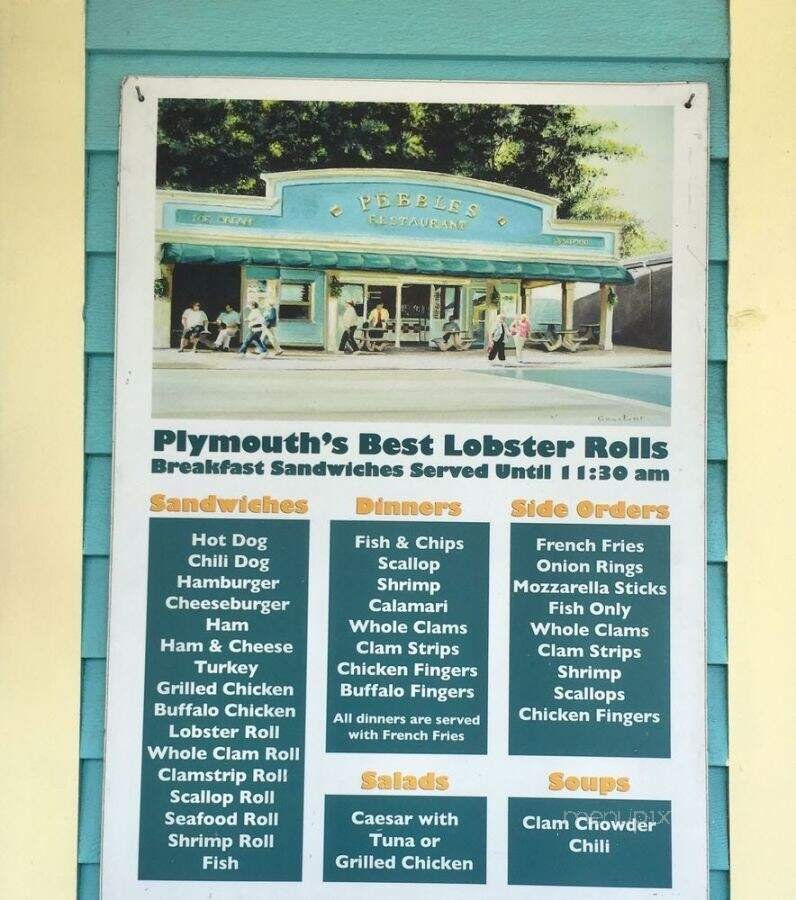 PEBBLES
RESTAURANT
ICE CREAM
SEAFOOD
Plymouth's Best Lobster Rolls
Breakfast Sandwiches Served Until 11:30 am
Sandwiches
Hot Dog
Chili Dog
Hamburger
Cheeseburger
Ham
Ham & Cheese
Turkey
Grilled Chicken
Buffalo Chicken
Lobster Roll
Whole Clam Roll
Clamstrip Roll
Scallop Roll
Seafood Roll
Shrimp Roll
Fish
Dinners
Fish & Chips
Scallop
Shrimp
Calamari
Whole Clams
Clam Strips
Chicken Fingers
Buffalo Fingers
All dinners are served
with French Fries
Side Orders
French Fries
Onion Rings
Mozzarella Sticks
Fish Only
Whole Clams
Clam Strips
Shrimp
Scallops
Chicken Fingers
Salads
Caesar with
Tuna or
Grilled Chicken
Soups
Clam Chowder
Chili
menupix